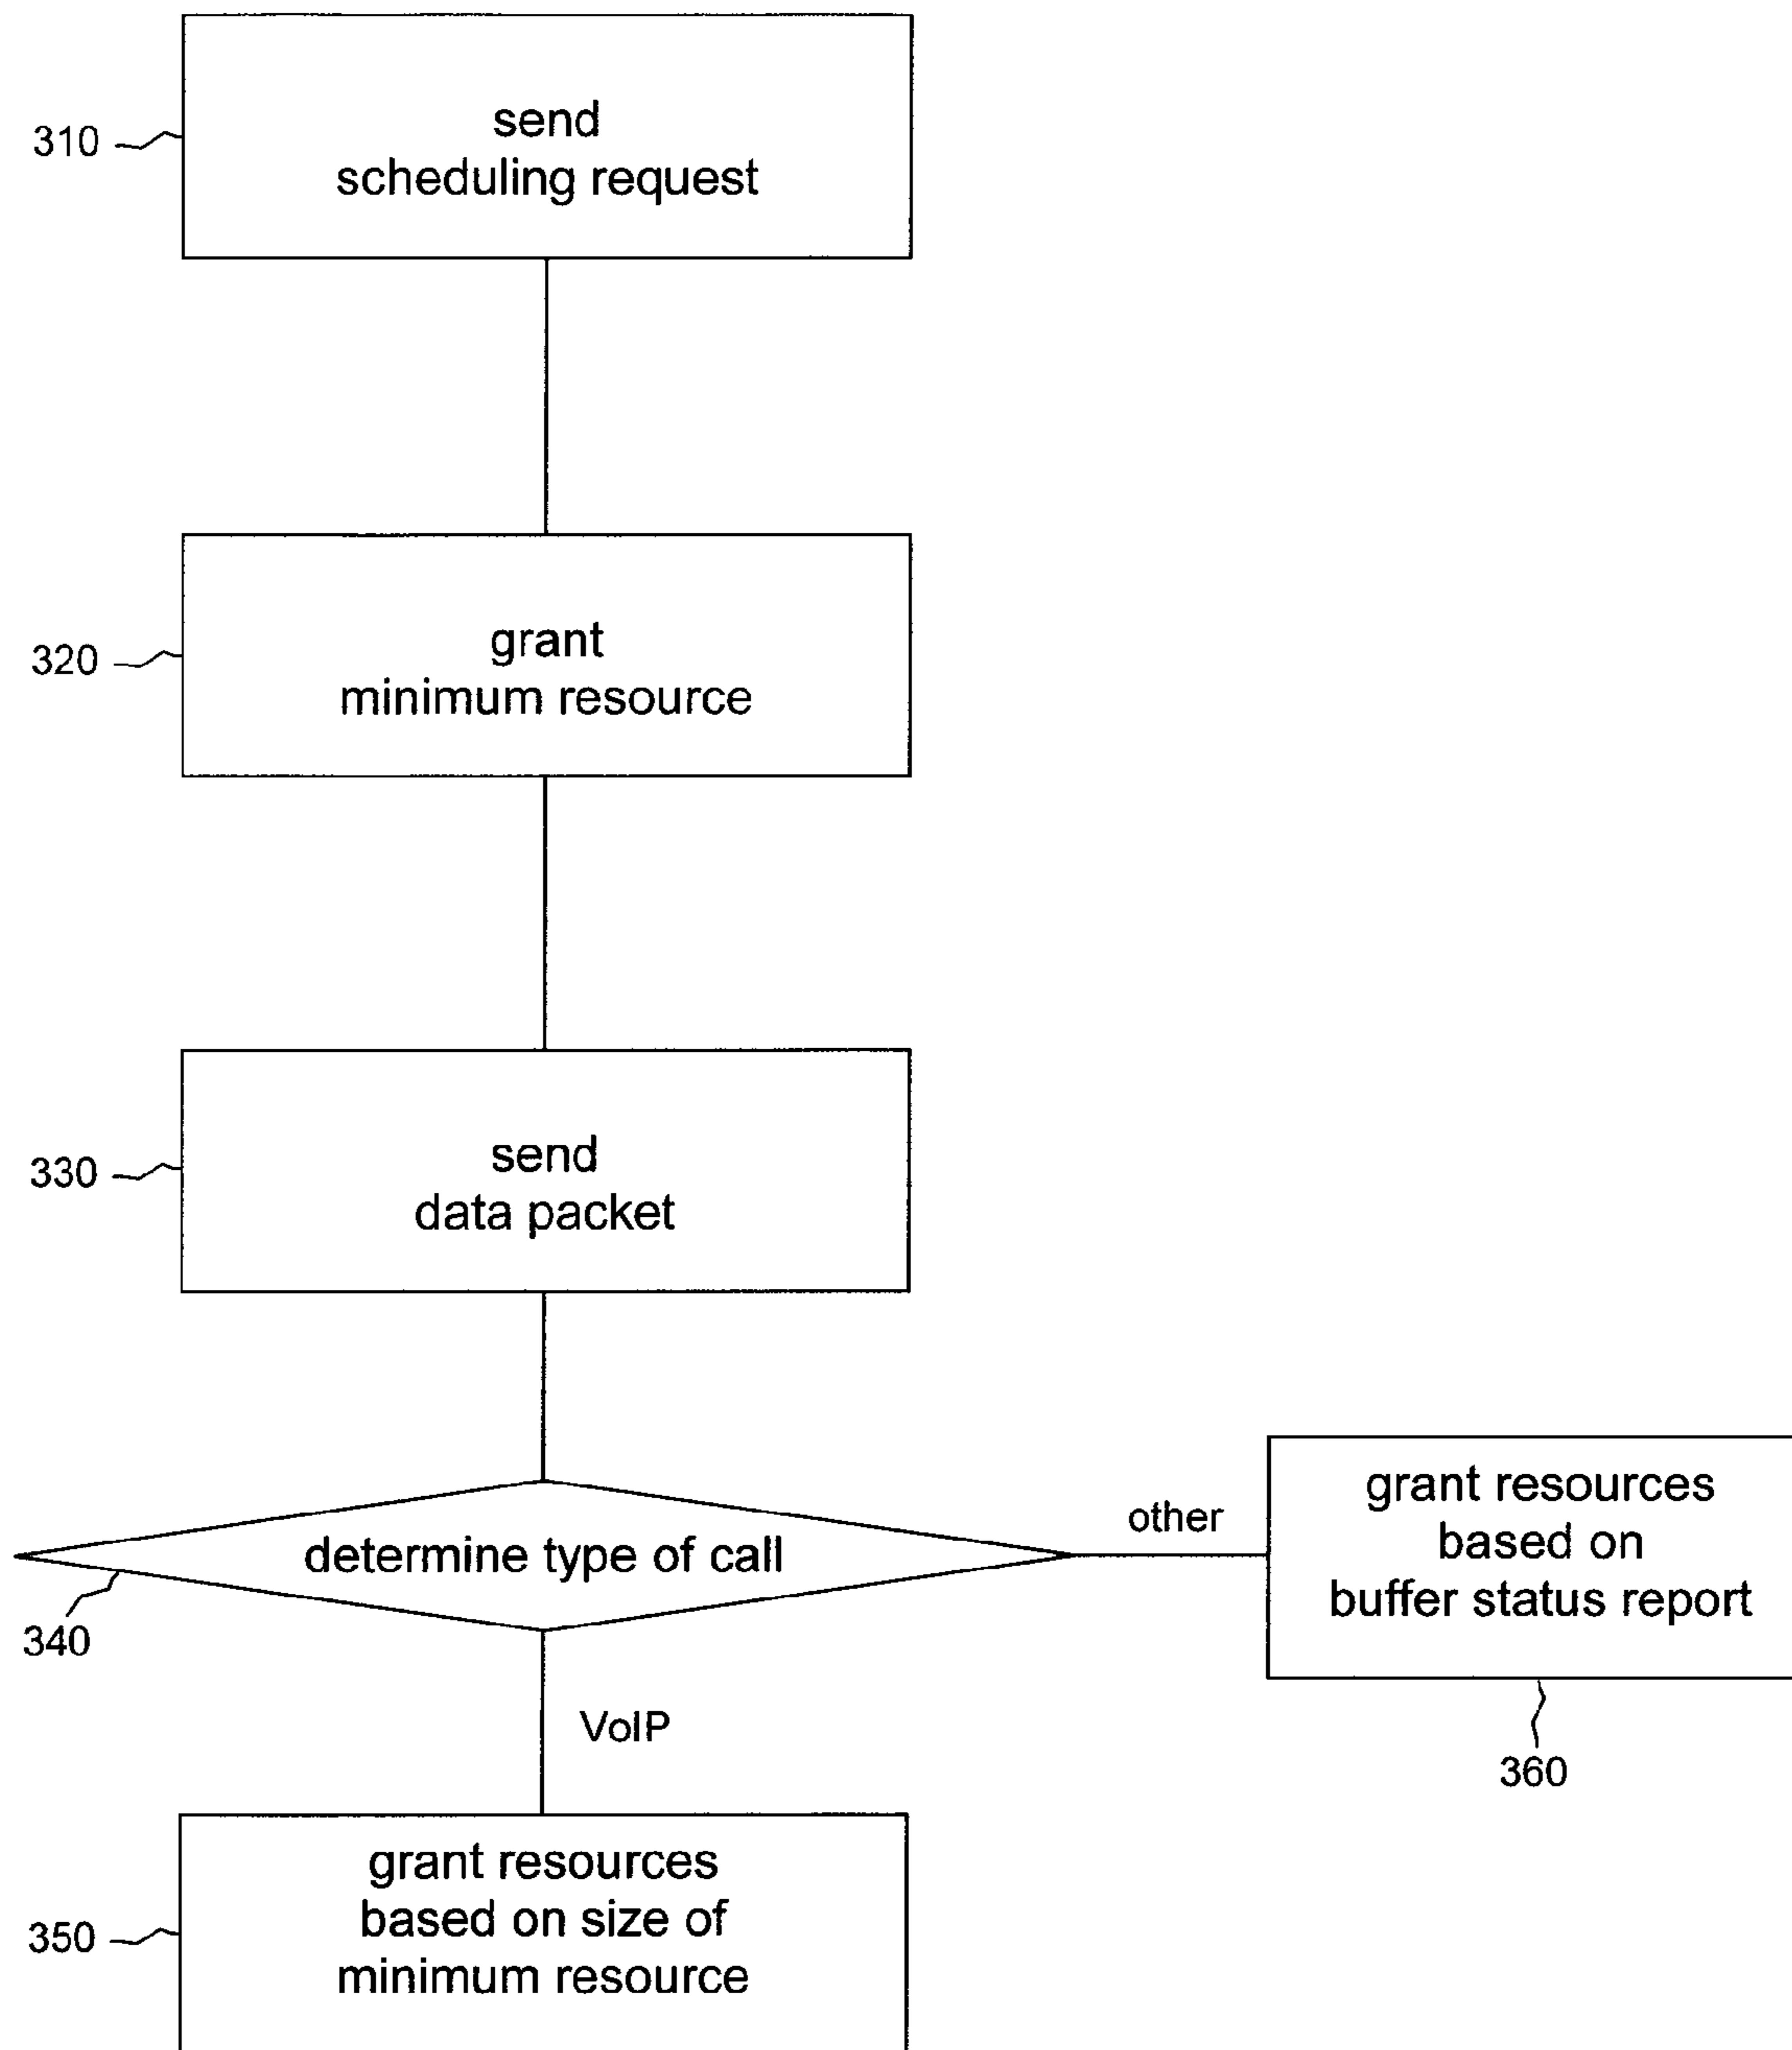 send
scheduling request
310
grant
minimum resource
320
send
data packet
330
determine type of call
340
other
grant resources
based on
buffer status report
360
VoIP
grant resources
based on size of
minimum resource
350